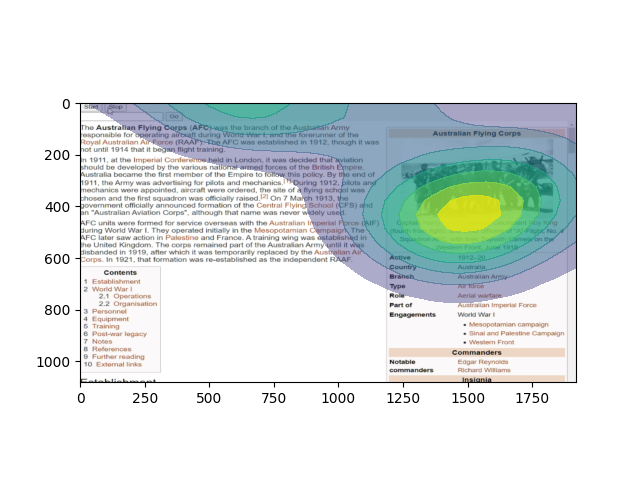 0
200
400
600
800
1000
0
250
500
750
1000
1250
1500
1750
Start Stop
Go
The Australian Flying Corps (AFC) was the branch of the Australian Army
responsible for operating aircraft during World War I, and the forerunner of the
Royal Australian Air Force (RAAF). The AFC was established in 1912, though it was
not until 1914 that it began flight training.
In 1911, at the Imperial Conference held in London, it was decided that aviation
should be developed by the various national armed forces of the British Empire.
Australia became the first member of the Empire to follow this policy. By the end of
1911, the Army was advertising for pilots and mechanics.[1] During 1912, pilots and
mechanics were appointed, aircraft were ordered, the site of a flying school was
chosen and the first squadron was officially raised.[2] On 7 March 1913, the
government officially announced formation of the Central Flying School (CFS) and
an "Australian Aviation Corps", although that name was never widely used.
AFC units were formed for service overseas with the Australian Imperial Force (AIF)
during World War I. They operated initially in the Mesopotamian Campaign. The
AFC later saw action in Palestine and France. A training wing was established in
the United Kingdom. The corps remained part of the Australian Army until it was
disbanded in 1919, after which it was temporarily replaced by the Australian Air
Corps. In 1921, that formation was re-established as the independent RAAF.
Contents
1 Establishment
2 World War I
2.1 Operations
2.2 Organisation
3 Personnel
4 Equipment
5 Training
6 Post-war legacy
7 Notes
8 References
9 Further reading
10 External links
Establishment
Australian Flying Corps
Active 1912–20
Country Australia
Branch Australian Army
Type Air force
Role Aerial warfare
Part of Australian Imperial Force
Engagements World War I
• Mesopotamian campaign
• Sinai and Palestine Campaign
• Western Front
Commanders
Notable Edgar Reynolds
commanders Richard Williams
Insignia